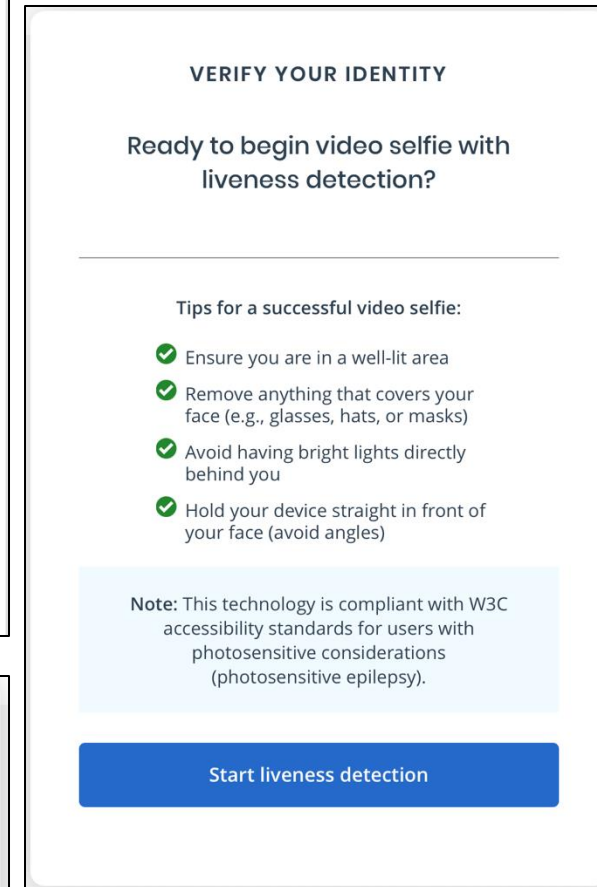 VERIFY YOUR IDENTITY
Ready to begin video selfie with
liveness detection?
Tips for a successful video selfie:
Ensure you are in a well-lit area
Remove anything that covers your
face (e.g., glasses, hats, or masks)
Avoid having bright lights directly
behind you
Hold your device straight in front of
your face (avoid angles)
Note: This technology is compliant with W3C
accessibility standards for users with
photosensitive considerations
(photosensitive epilepsy).
Start liveness detection